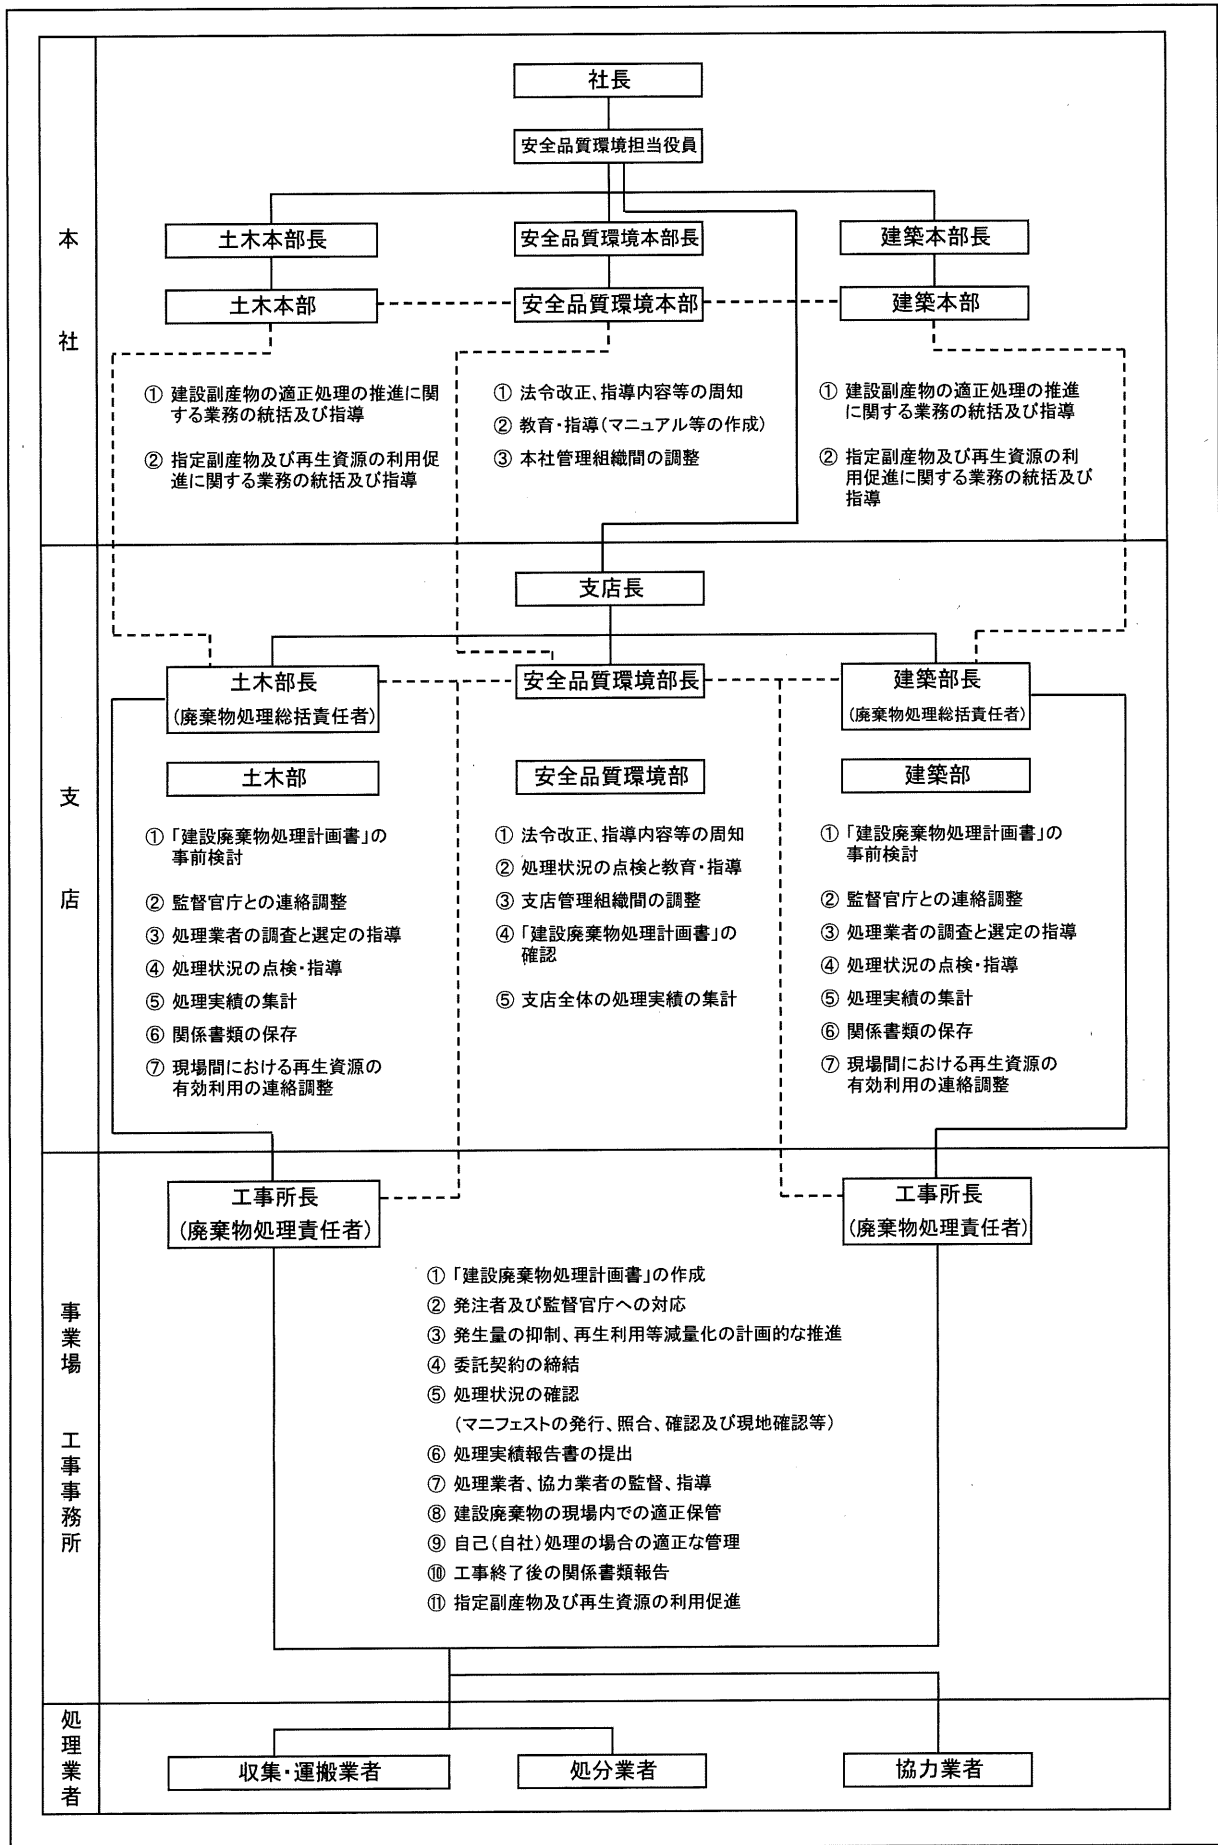 本社
社長
安全品質環境担当役員
土木本部長
安全品質環境本部長
建築本部長
土木本部
安全品質環境本部
建築本部
① 建設副産物の適正処理の推進に関
する業務の統括及び指導
② 指定副産物及び再生資源の利用促
進に関する業務の統括及び指導
① 法令改正、指導内容等の周知
② 教育・指導(マニュアル等の作成)
③ 本社管理組織間の調整
① 建設副産物の適正処理の推進
に関する業務の統括及び指導
② 指定副産物及び再生資源の利
用促進に関する業務の統括及び
指導
支店
支店長
土木部長
(廃棄物処理総括責任者)
安全品質環境部長
建築部長
(廃棄物処理総括責任者)
土木部
安全品質環境部
建築部
① 「建設廃棄物処理計画書」の
事前検討
② 監督官庁との連絡調整
③ 処理業者の調査と選定の指導
④ 処理状況の点検・指導
⑤ 処理実績の集計
⑥ 関係書類の保存
⑦ 現場間における再生資源の
有効利用の連絡調整
① 法令改正、指導内容等の周知
② 処理状況の点検と教育・指導
③ 支店管理組織間の調整
④ 「建設廃棄物処理計画書」の
確認
⑤ 支店全体の処理実績の集計
① 「建設廃棄物処理計画書」の
事前検討
② 監督官庁との連絡調整
③ 処理業者の調査と選定の指導
④ 処理状況の点検・指導
⑤ 処理実績の集計
⑥ 関係書類の保存
⑦ 現場間における再生資源の
有効利用の連絡調整
事業場 工事事務所
工事所長
(廃棄物処理責任者)
工事所長
(廃棄物処理責任者)
① 「建設廃棄物処理計画書」の作成
② 発注者及び監督官庁への対応
③ 発生量の抑制、再生利用等減量化の計画的な推進
④ 委託契約の締結
⑤ 処理状況の確認
(マニフェストの発行、照合、確認及び現地確認等)
⑥ 処理実績報告書の提出
⑦ 処理業者、協力業者の監督、指導
⑧ 建設廃棄物の現場内での適正保管
⑨ 自己(自社)処理の場合の適正な管理
⑩ 工事終了後の関係書類報告
⑪ 指定副産物及び再生資源の利用促進
処理業者
収集・運搬業者
処分業者
協力業者